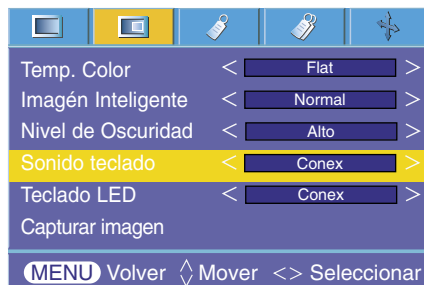 Temp. Color < Flat >
Imagén Inteligente < Normal >
Nivel de Oscuridad < Alto >
Sonido teclado < Conex >
Teclado LED < Conex >
Capturar imagen
MENU Volver Mover <> Seleccionar